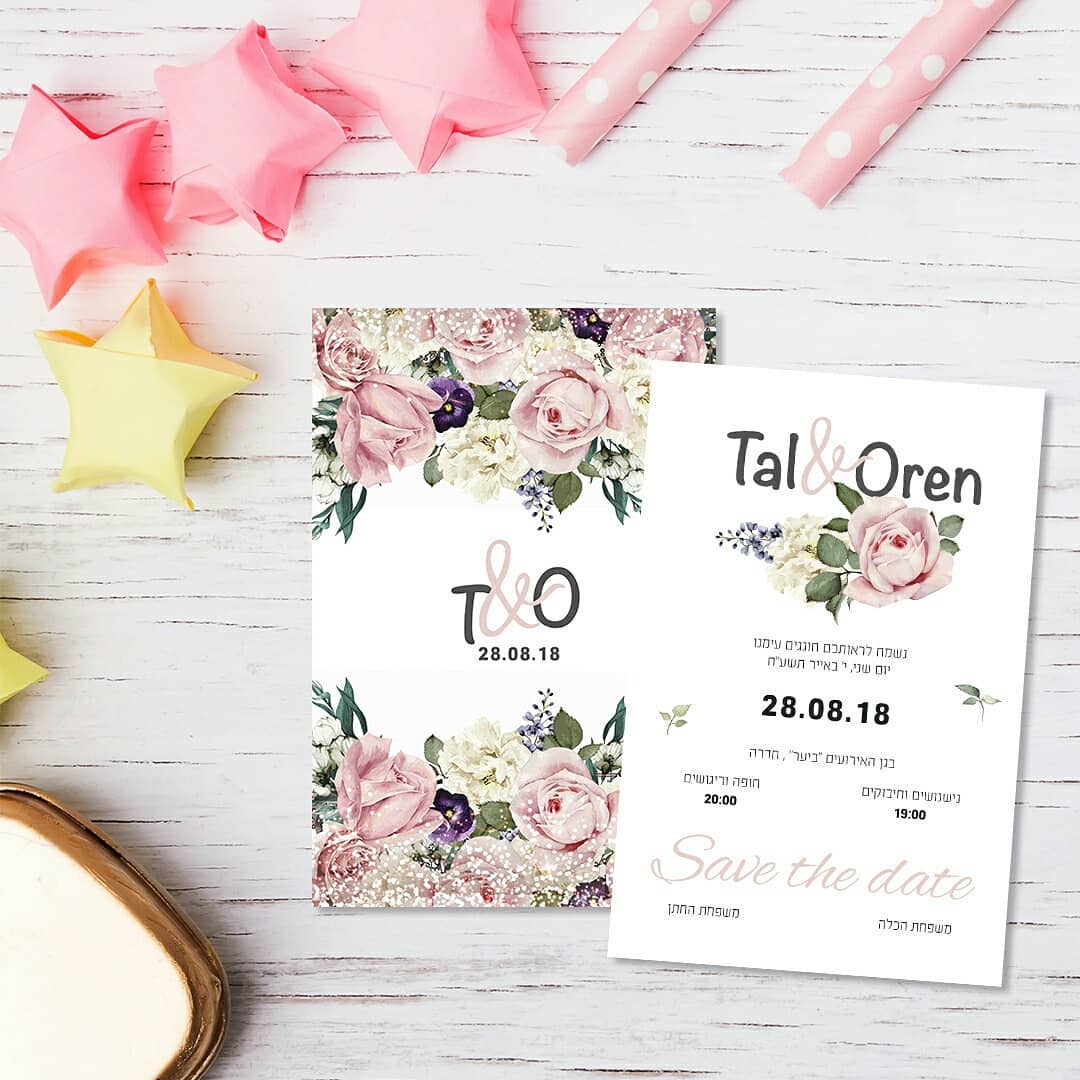 T&O
28.08.18
Tal&Oren
נשמח לראותכם חוגגים עימנו
יום שני, י' באייר תשע"ח
28.08.18
בגן האירועים "ביער" , חדרה
נישנושים וחיבוקים
19:00
חופה וריגושים
20:00
Save the date
משפחת הכלה
משפחת החתן